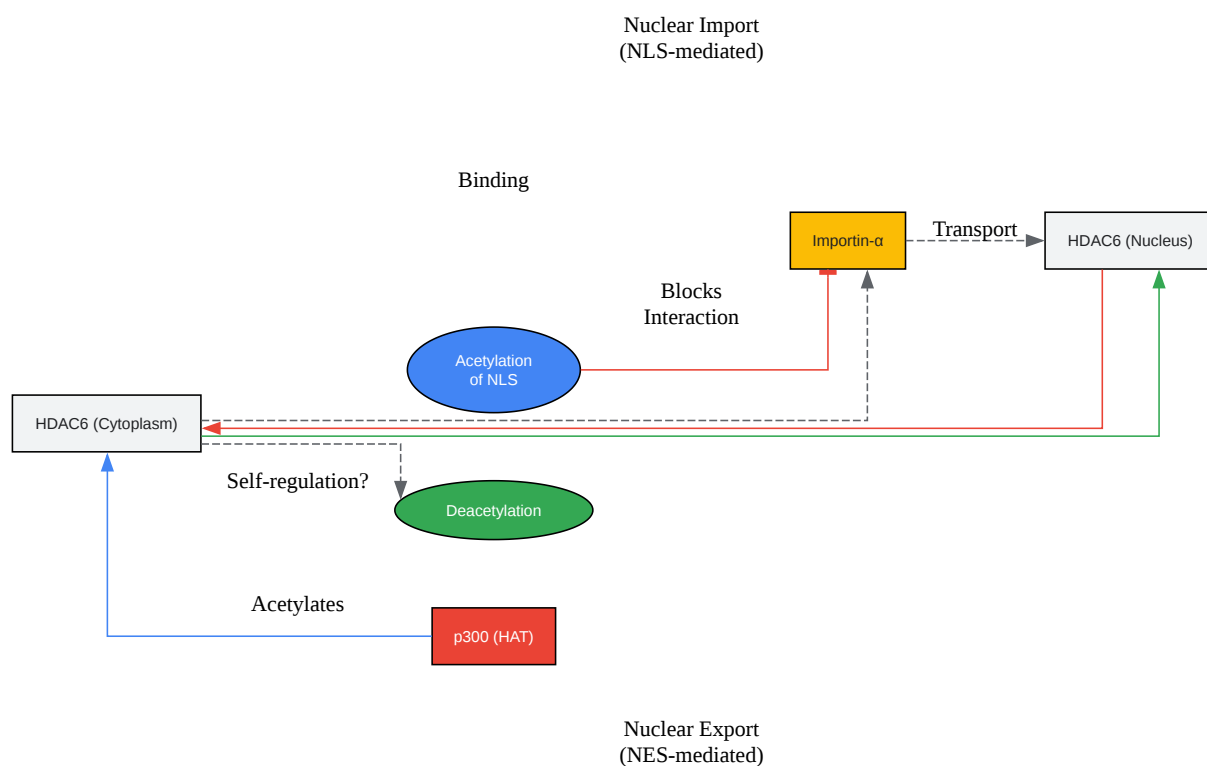 Nuclear Import
(NLS-mediated)
Binding
Importin-α
Transport
HDAC6 (Nucleus)
Blocks
Interaction
Acetylation
of NLS
HDAC6 (Cytoplasm)
Self-regulation?
Deacetylation
Acetylates
p300 (HAT)
Nuclear Export
(NES-mediated)